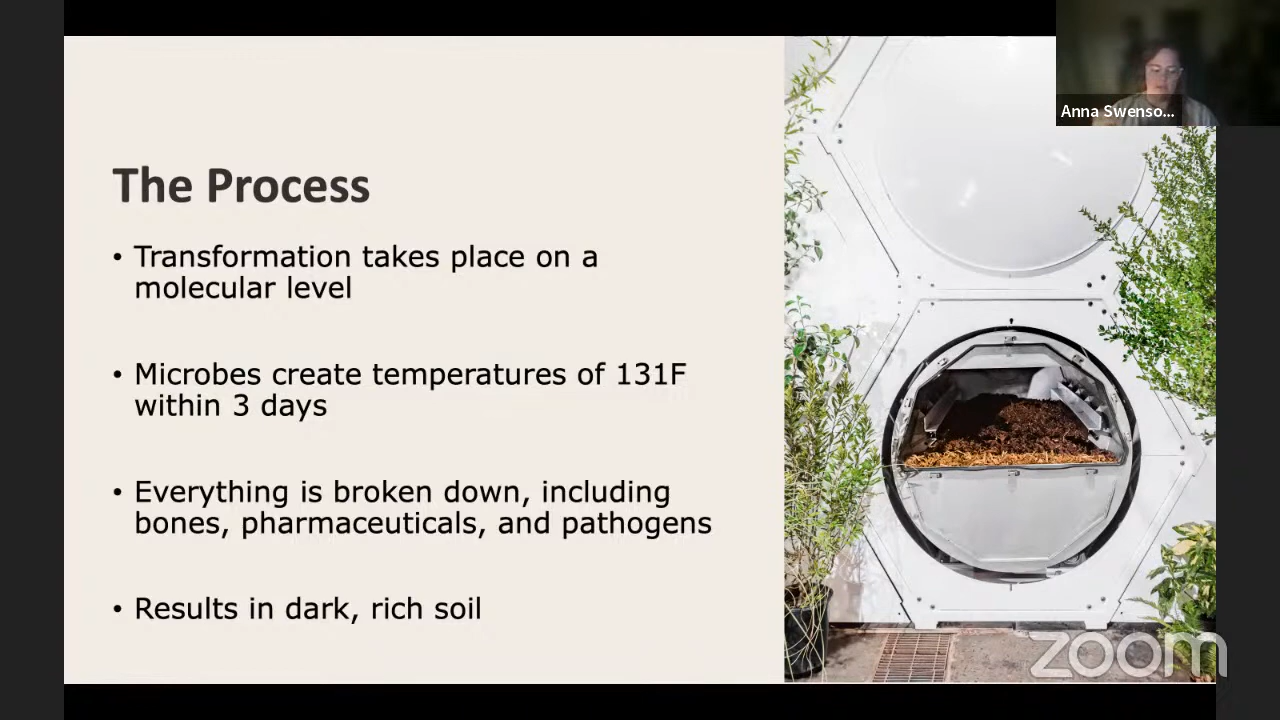 Anna Swenso...
The Process
• Transformation takes place on a
molecular level
• Microbes create temperatures of 131F
within 3 days
• Everything is broken down, including
bones, pharmaceuticals, and pathogens
• Results in dark, rich soil
zoom